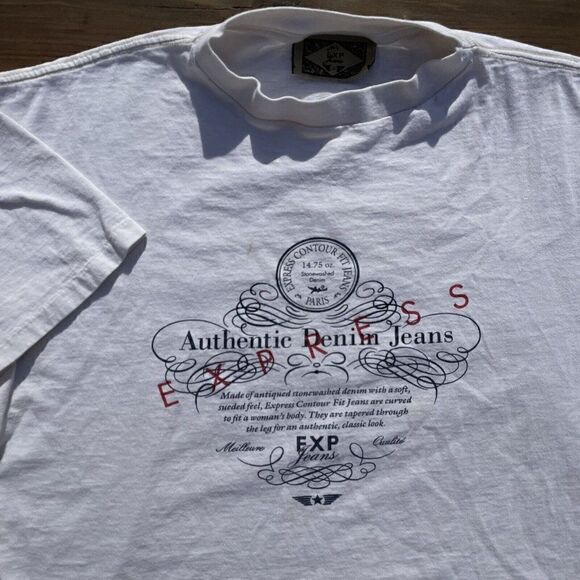 EXP
EXPRESS CONTOUR FIT JEANS
14.75 oz.
Stonewashed
Denim
PARIS
Authentic Denim Jeans
EXPRESS
Made of antiqued stonewashed denim with a soft,
sueded feel, Express Contour Fit Jeans are curved
to fit a woman's body. They are tapered through
the leg for an authentic, classic look.
Meilleure
EXP
Jeans
Qualité